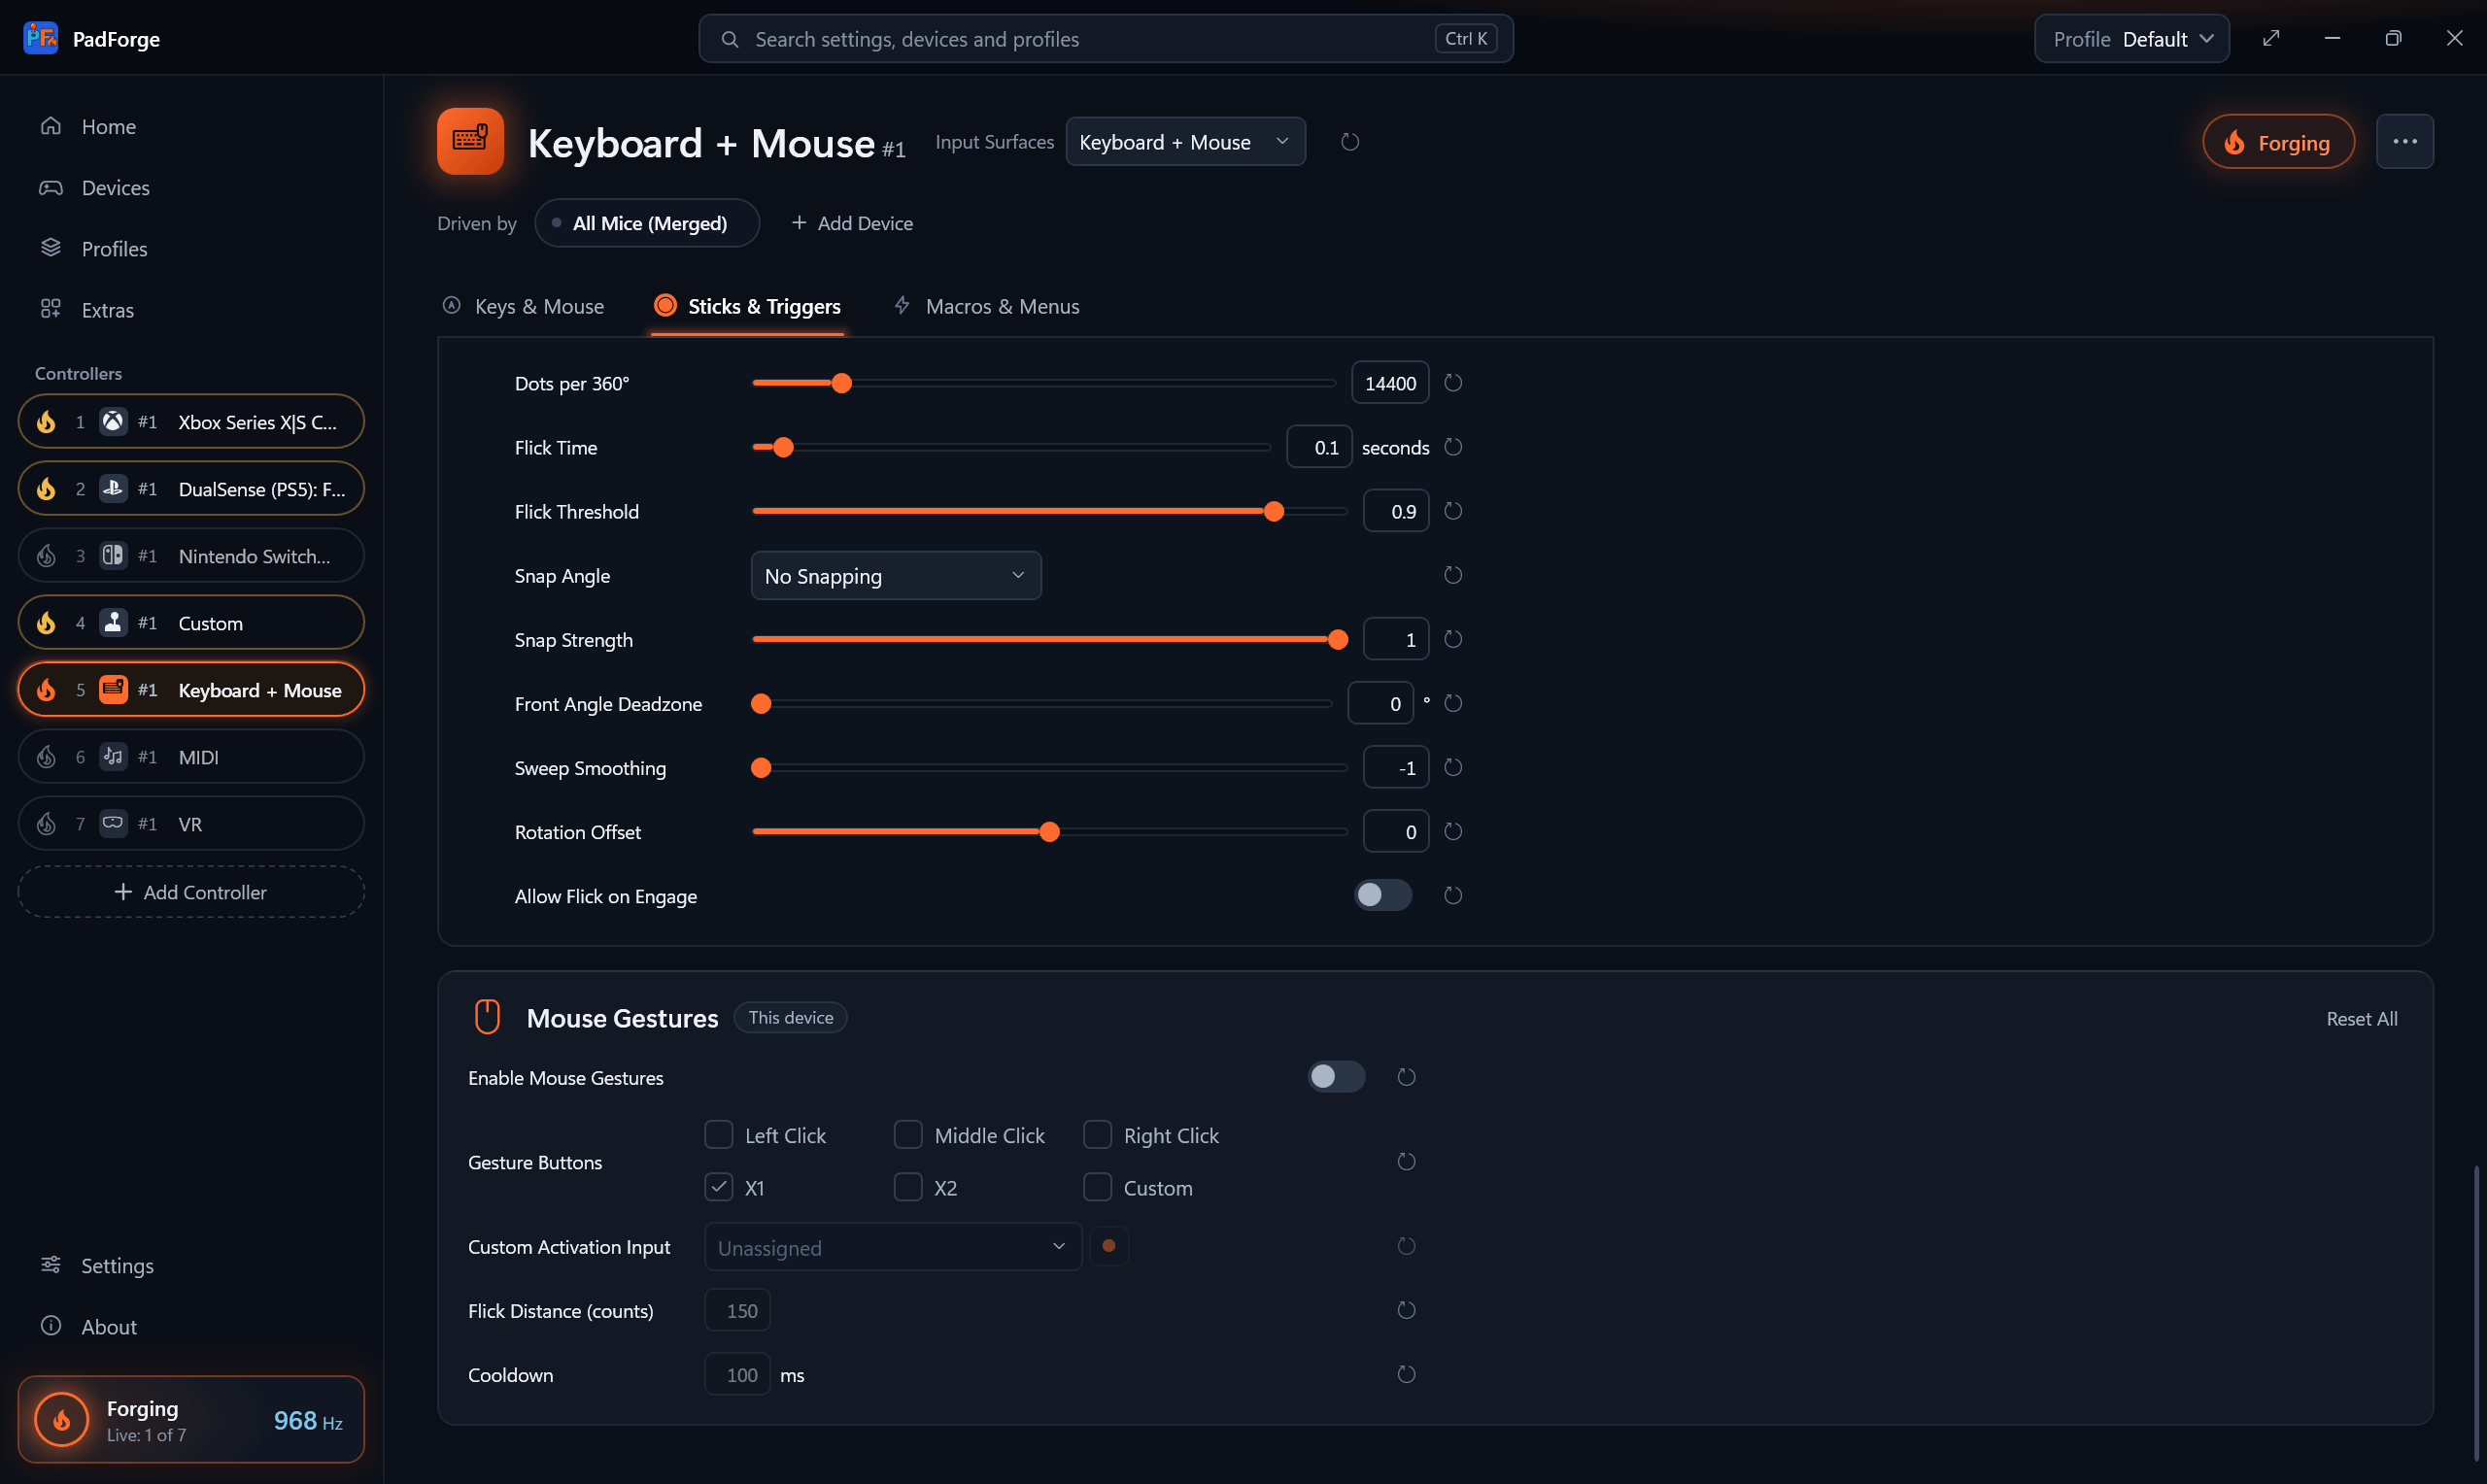 PadForge
Search settings, devices and profiles
Ctrl K
Profile Default
Home
Devices
Profiles
Extras
Controllers
1 #1 Xbox Series X|S C...
2 #1 DualSense (PS5): F...
3 #1 Nintendo Switch...
4 #1 Custom
5 #1 Keyboard + Mouse
6 #1 MIDI
7 #1 VR
+ Add Controller
Settings
About
Forging
Live: 1 of 7
968 Hz
Keyboard + Mouse #1
Input Surfaces
Keyboard + Mouse
Forging
...
Driven by
All Mice (Merged)
+ Add Device
Keys & Mouse
Sticks & Triggers
Macros & Menus
Dots per 360° 14400
Flick Time 0.1 seconds
Flick Threshold 0.9
Snap Angle No Snapping
Snap Strength 1
Front Angle Deadzone 0 °
Sweep Smoothing -1
Rotation Offset 0
Allow Flick on Engage
Mouse Gestures This device Reset All
Enable Mouse Gestures
Gesture Buttons
Left Click Middle Click Right Click
X1 X2 Custom
Custom Activation Input Unassigned
Flick Distance (counts) 150
Cooldown 100 ms